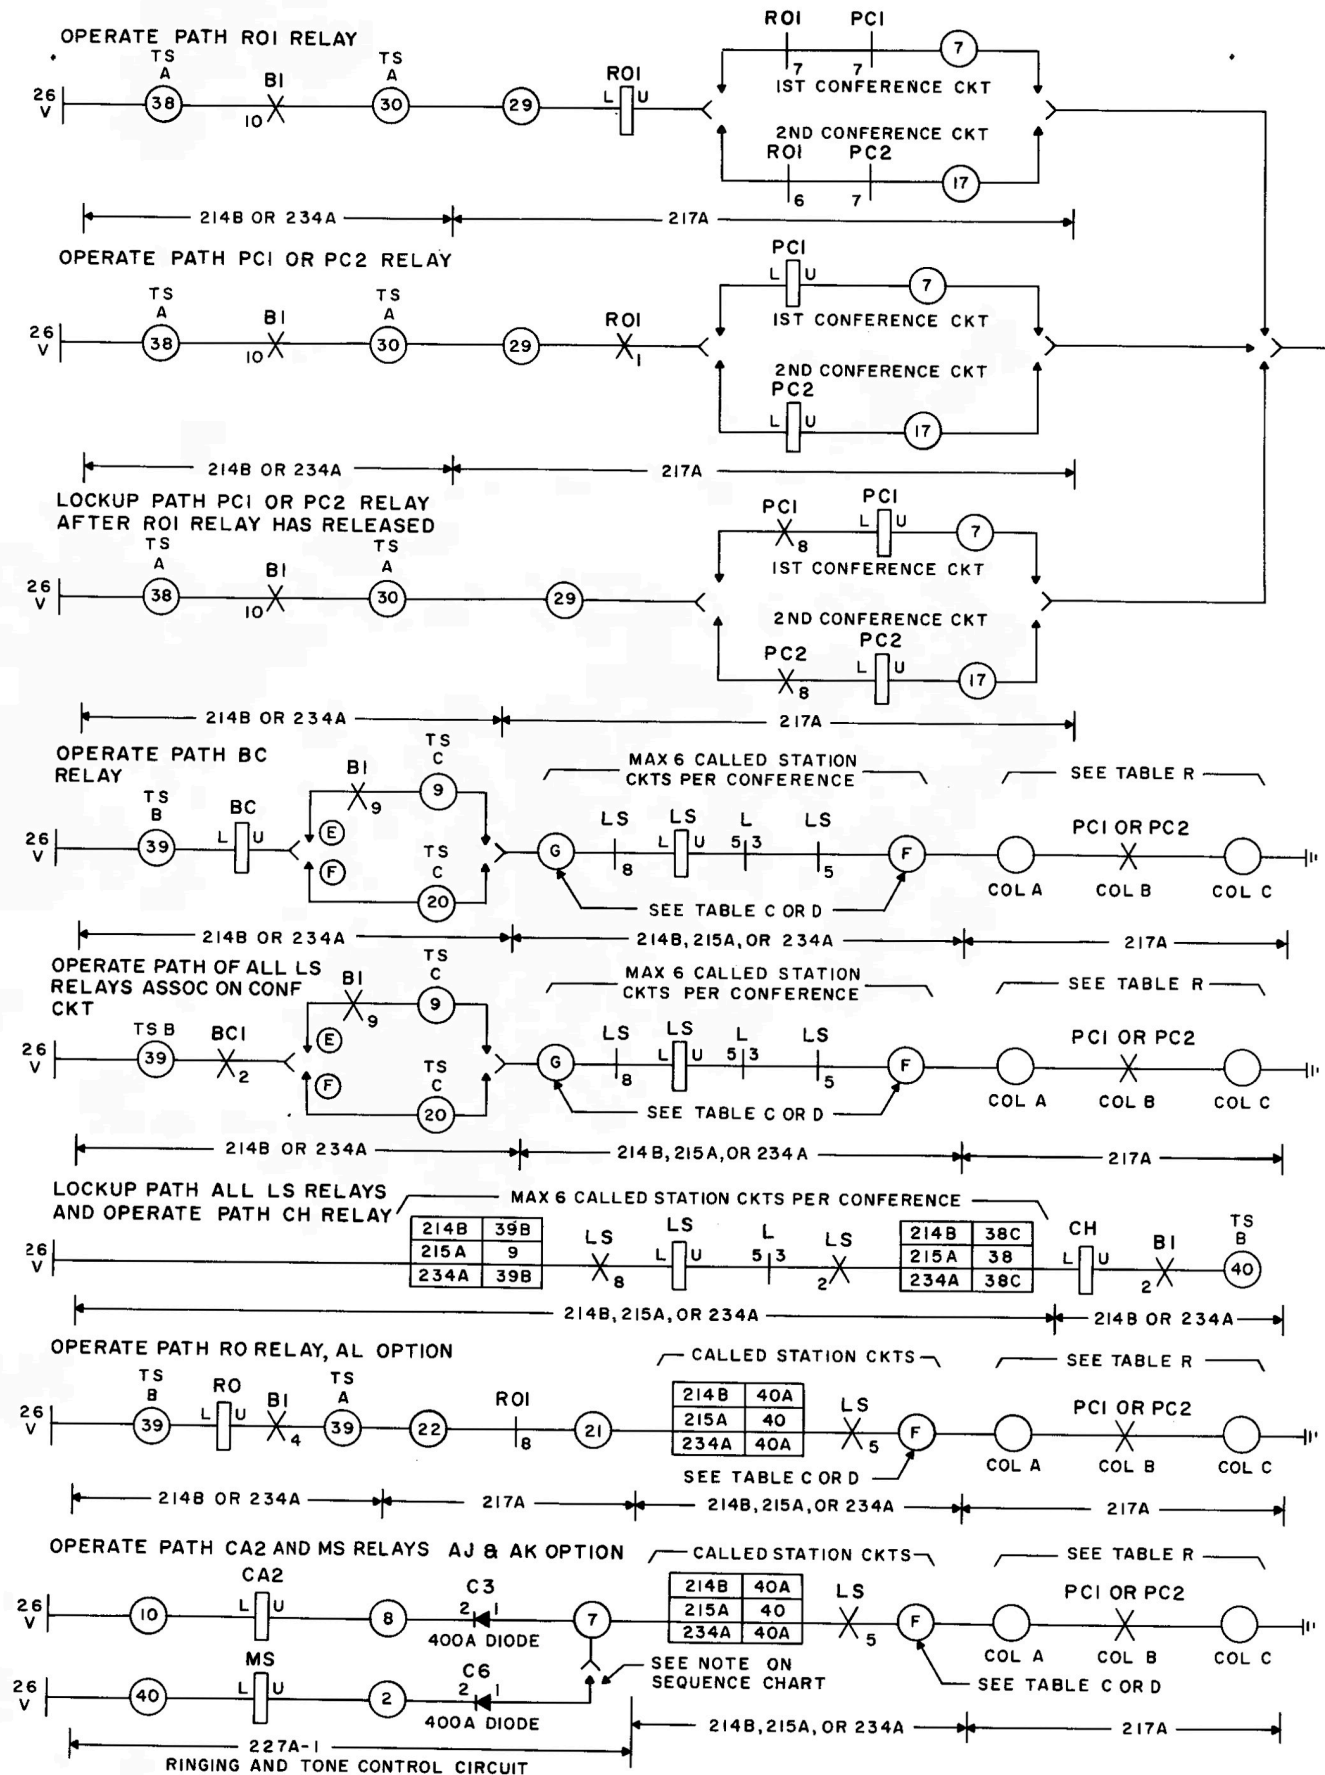 OPERATE PATH RO1 RELAY
RO1 PC1
TS
A
B1
TS
A
RO1
7 7 7
1ST CONFERENCE CKT
26
V
38
10
30
29
L U
2ND CONFERENCE CKT
RO1 PC2
6 7 17
214B OR 234A 217A
OPERATE PATH PC1 OR PC2 RELAY
PC1
L U 7
1ST CONFERENCE CKT
TS
A
B1
TS
A
RO1
26
V
38
10
30
29
1
2ND CONFERENCE CKT
PC2
L U 17
214B OR 234A 217A
LOCKUP PATH PC1 OR PC2 RELAY
AFTER RO1 RELAY HAS RELEASED
PC1 PC1
8 L U 7
1ST CONFERENCE CKT
TS
A
B1
TS
A
26
V
38
10
30
29
2ND CONFERENCE CKT
PC2 PC2
8 L U 17
214B OR 234A 217A
OPERATE PATH BC
RELAY
MAX 6 CALLED STATION
CKTS PER CONFERENCE
SEE TABLE R
TS
B
BC
B1
9
TS
C
9
26
V
39
L U
E
F
TS
C
20
G
LS
8
LS
L U
L
5 3
LS
5
F
PC1 OR PC2
COL A COL B COL C
SEE TABLE C OR D
214B OR 234A 214B, 215A, OR 234A 217A
OPERATE PATH OF ALL LS
RELAYS ASSOC ON CONF
CKT
MAX 6 CALLED STATION
CKTS PER CONFERENCE
SEE TABLE R
TS B
BC1
B1
9
TS
C
9
26
V
39
2
E
F
TS
C
20
G
LS
8
LS
L U
L
5 3
LS
5
F
PC1 OR PC2
COL A COL B COL C
SEE TABLE C OR D
214B OR 234A 214B, 215A, OR 234A 217A
LOCKUP PATH ALL LS RELAYS
AND OPERATE PATH CH RELAY
MAX 6 CALLED STATION CKTS PER CONFERENCE
26
V
214B 39B
215A 9
234A 39B
LS
8
LS
L U
L
5 3
LS
2
214B 38C
215A 38
234A 38C
CH
L U
B1
2
TS
B
40
214B, 215A, OR 234A 214B OR 234A
OPERATE PATH RO RELAY, AL OPTION
CALLED STATION CKTS
SEE TABLE R
26
V
TS
B
39
RO
L U
B1
4
TS
A
39
22
RO1
8
21
214B 40A
215A 40
234A 40A
LS
5
F
PC1 OR PC2
COL A COL B COL C
SEE TABLE C OR D
214B OR 234A 217A 214B, 215A, OR 234A 217A
OPERATE PATH CA2 AND MS RELAYS AJ & AK OPTION
CALLED STATION CKTS
SEE TABLE R
26
V
10
CA2
L U
8
C3
2 1
400A DIODE
7
214B 40A
215A 40
234A 40A
LS
5
F
PC1 OR PC2
COL A COL B COL C
26
V
40
MS
L U
2
C6
2 1
400A DIODE
SEE NOTE ON
SEQUENCE CHART
SEE TABLE C OR D
227A-1
RINGING AND TONE CONTROL CIRCUIT
214B, 215A, OR 234A 217A